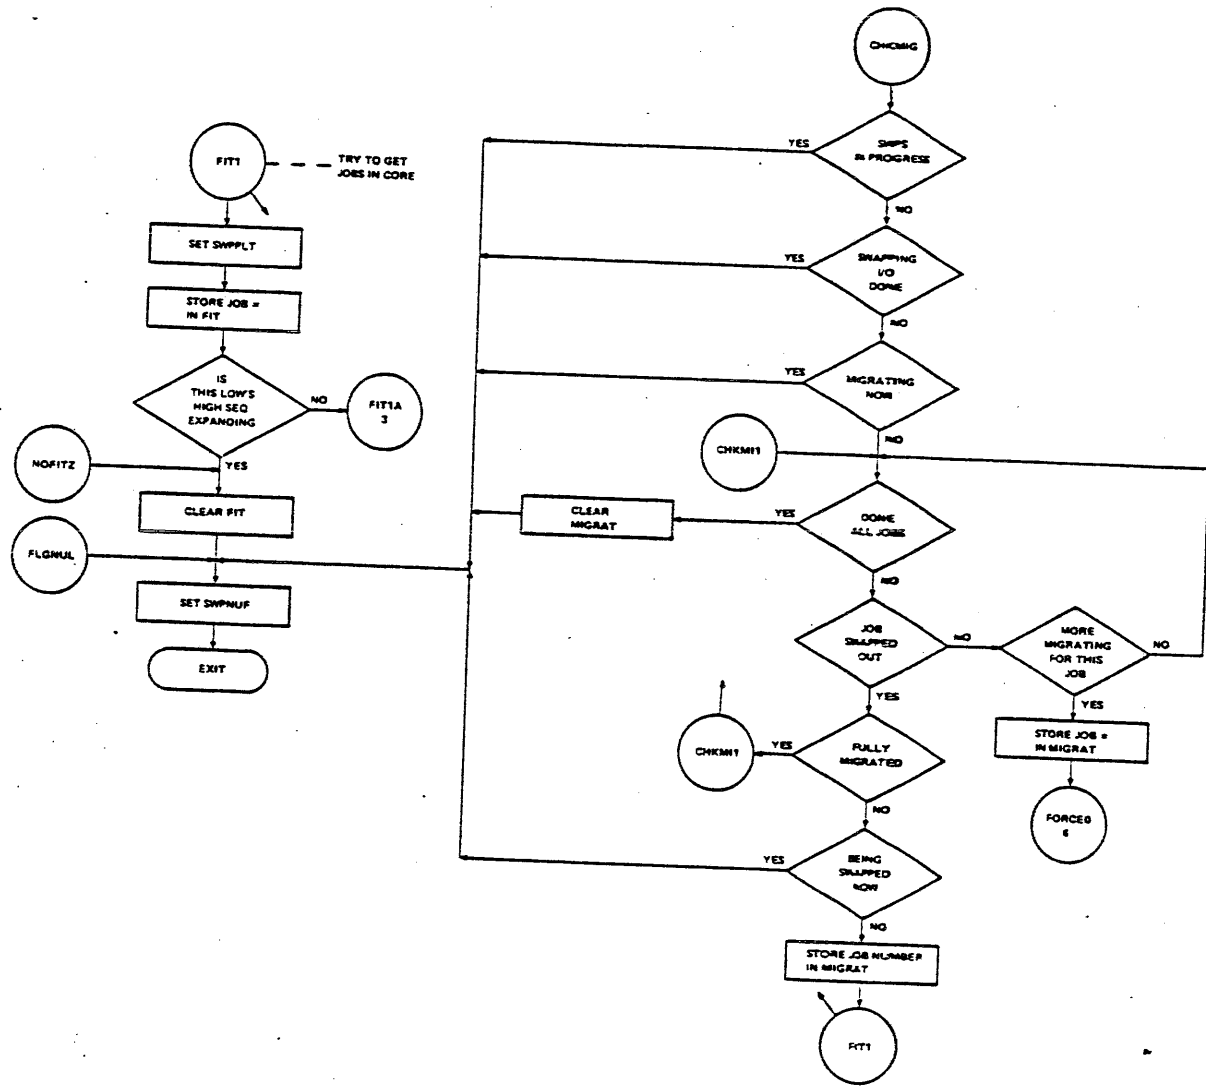 CHKMIG
YES
SWPS
IN PROGRESS
NO
FIT1
TRY TO GET
JOBS IN CORE
SET SWPPLT
YES
SWAPPING
I/O
DONE
NO
STORE JOB =
IN FIT
YES
MIGRATING
NOW
NO
IS
THIS LOW'S
HIGH SEQ
EXPANDING
NO
FIT1A
3
YES
NOFITZ
CHKMI1
CLEAR FIT
CLEAR
MIGRAT
YES
DONE
ALL JOBS
NO
FLGNUL
SET SWPNUF
EXIT
JOB
SWAPPED
OUT
NO
MORE
MIGRATING
FOR THIS
JOB
NO
YES
YES
CHKMI1
YES
FULLY
MIGRATED
NO
STORE JOB =
IN MIGRAT
FORCE0
6
YES
BEING
SWAPPED
NOW
NO
STORE JOB NUMBER
IN MIGRAT
FIT1